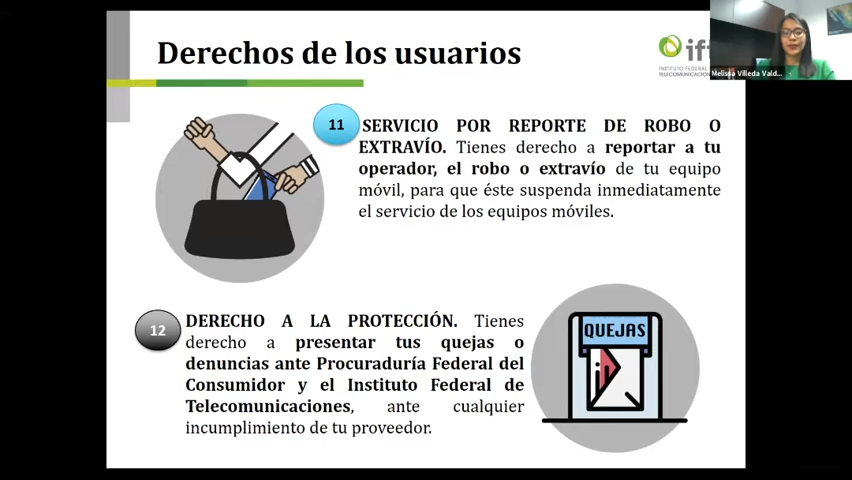 Derechos de los usuarios
ift
INSTITUTO FEDERAL
TELECOMUNICACION
Melissa Villeda Vald...
11
SERVICIO POR REPORTE DE ROBO O
EXTRAVÍO. Tienes derecho a reportar a tu
operador, el robo o extravío de tu equipo
móvil, para que éste suspenda inmediatamente
el servicio de los equipos móviles.
12
DERECHO A LA PROTECCIÓN. Tienes
derecho a presentar tus quejas o
denuncias ante Procuraduría Federal del
Consumidor y el Instituto Federal de
Telecomunicaciones, ante cualquier
incumplimiento de tu proveedor.
QUEJAS